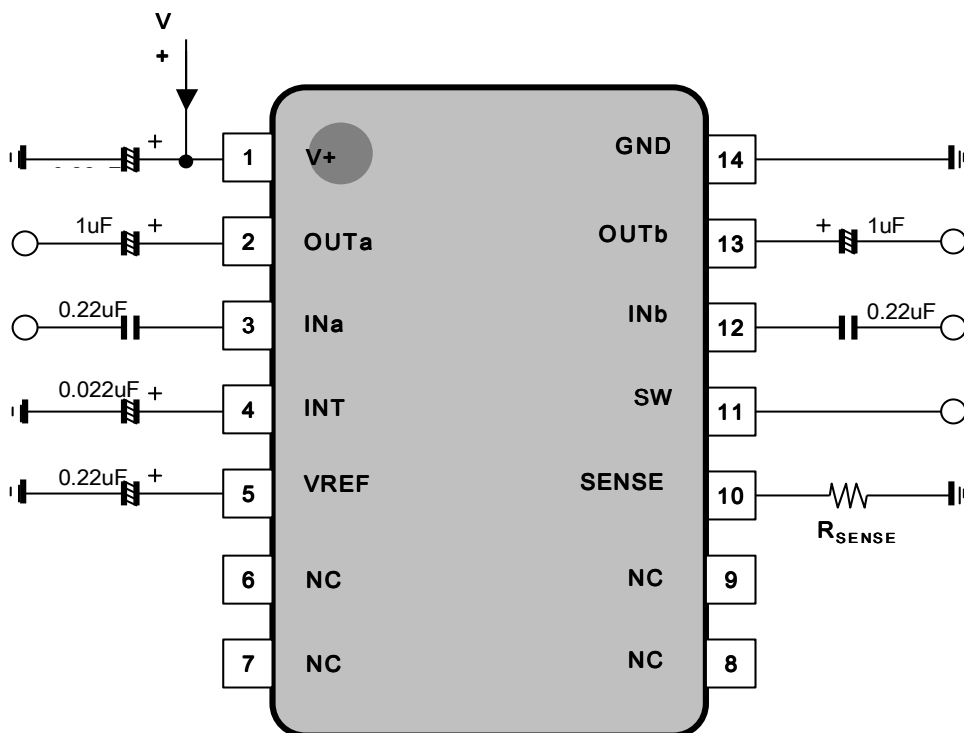 V
+
+ 1 V+ GND 14
1uF + 2 OUTa OUTb 13 + 1uF
0.22uF 3 INa INb 12 0.22uF
0.022uF + 4 INT SW 11
0.22uF + 5 VREF SENSE 10
RSENSE
6 NC NC 9
7 NC NC 8